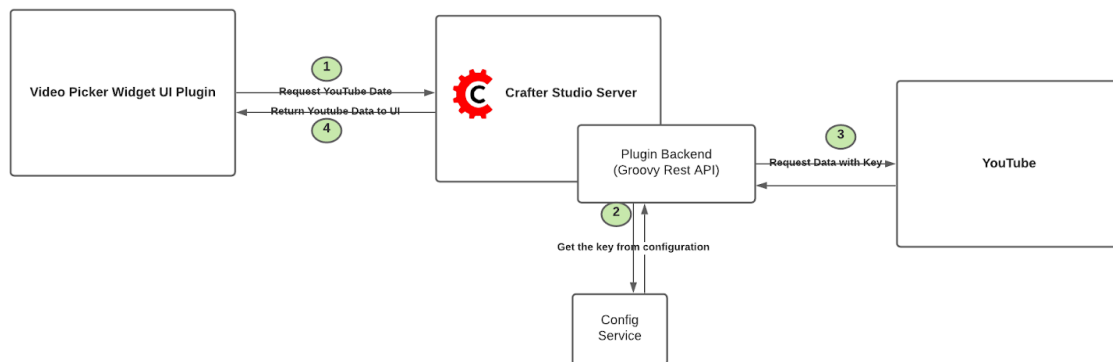 1
Request YouTube Date
Video Picker Widget UI Plugin
Return Youtube Data to UI
4
C
Crafter Studio Server
Plugin Backend
(Groovy Rest API)
3
Request Data with Key
YouTube
2
Get the key from configuration
Config
Service